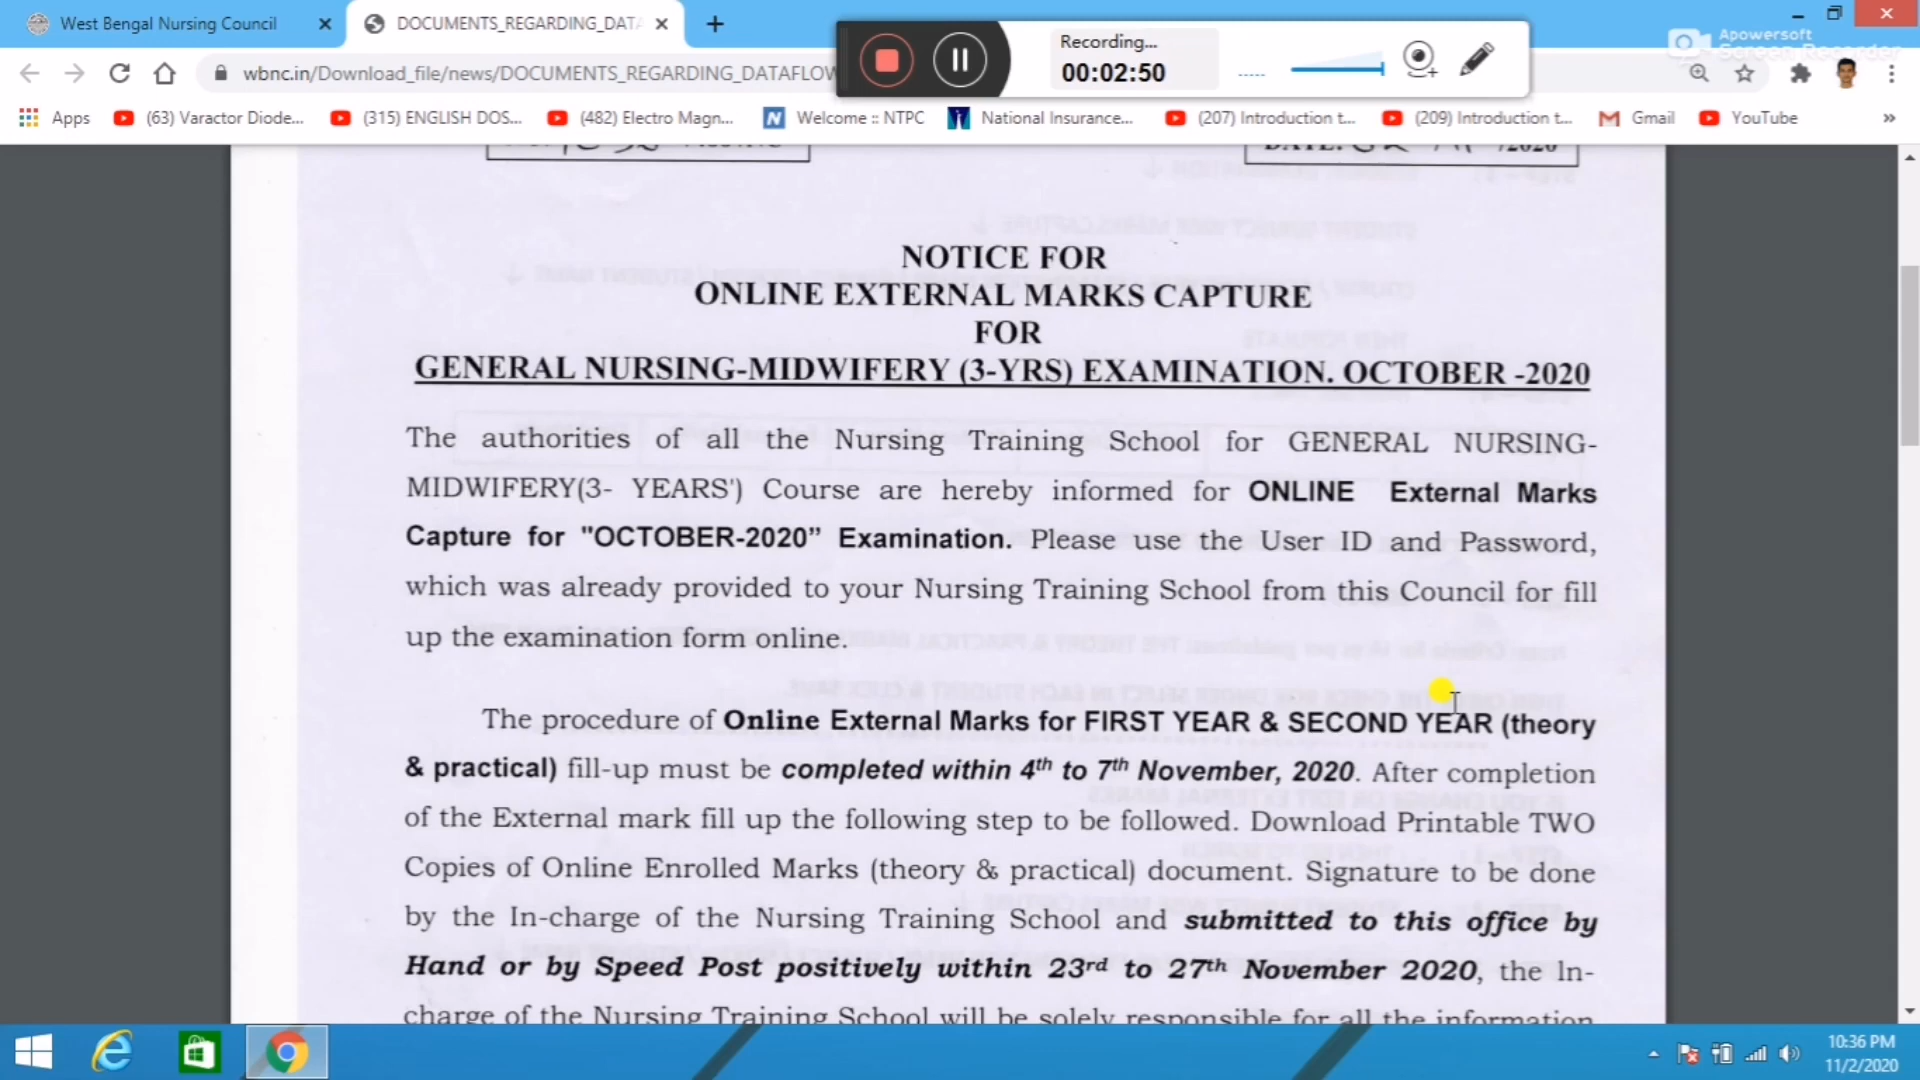 West Bengal Nursing Council
DOCUMENTS_REGARDING_DATA
Recording...
00:02:50
Apowersoft
Screen Recorder
wbnc.in/Download_file/news/DOCUMENTS_REGARDING_DATAFLOW
Apps
(63) Varactor Diode...
(315) ENGLISH DOS...
(482) Electro Magn...
Welcome :: NTPC
National Insurance...
(207) Introduction t...
(209) Introduction t...
Gmail
YouTube
»
DATE: /2020
NOTICE FOR
ONLINE EXTERNAL MARKS CAPTURE
FOR
GENERAL NURSING-MIDWIFERY (3-YRS) EXAMINATION. OCTOBER -2020
The authorities of all the Nursing Training School for GENERAL NURSING-
MIDWIFERY(3- YEARS') Course are hereby informed for ONLINE External Marks
Capture for "OCTOBER-2020” Examination. Please use the User ID and Password,
which was already provided to your Nursing Training School from this Council for fill
up the examination form online.
The procedure of Online External Marks for FIRST YEAR & SECOND YEAR (theory
& practical) fill-up must be completed within 4th to 7th November, 2020. After completion
of the External mark fill up the following step to be followed. Download Printable TWO
Copies of Online Enrolled Marks (theory & practical) document. Signature to be done
by the In-charge of the Nursing Training School and submitted to this office by
Hand or by Speed Post positively within 23rd to 27th November 2020, the In-
charge of the Nursing Training School will be solely responsible for all the information
10:36 PM
11/2/2020